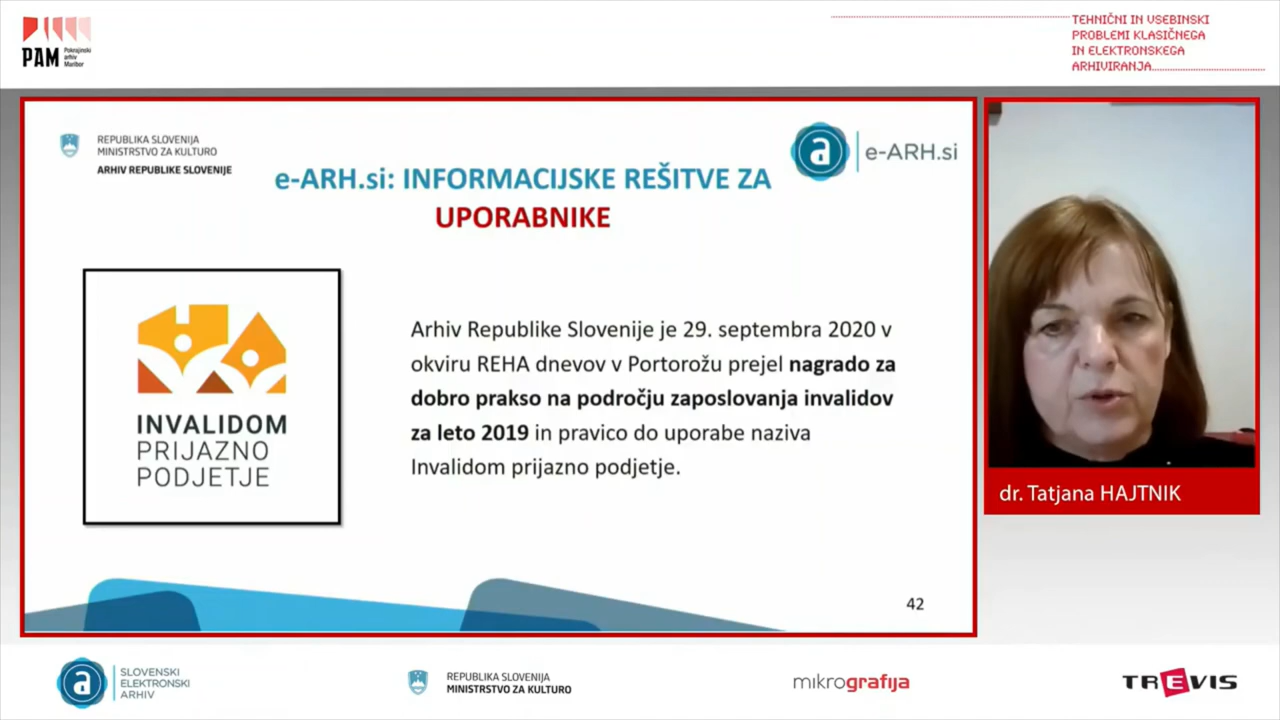 PAM
Pokrajinski
arhiv
Maribor
TEHNIČNI IN VSEBINSKI
PROBLEMI KLASIČNEGA
IN ELEKTRONSKEGA
ARHIVIRANJA
REPUBLIKA SLOVENIJA
MINISTRSTVO ZA KULTURO
ARHIV REPUBLIKE SLOVENIJE
a e-ARH.si
e-ARH.si: INFORMACIJSKE REŠITVE ZA
UPORABNIKE
INVALIDOM
PRIJAZNO
PODJETJE
Arhiv Republike Slovenije je 29. septembra 2020 v
okviru REHA dnevov v Portorožu prejel nagrado za
dobro prakso na področju zaposlovanja invalidov
za leto 2019 in pravico do uporabe naziva
Invalidom prijazno podjetje.
42
dr. Tatjana HAJTNIK
a
SLOVENSKI
ELEKTRONSKI
ARHIV
REPUBLIKA SLOVENIJA
MINISTRSTVO ZA KULTURO
mikrografija
TREVIS